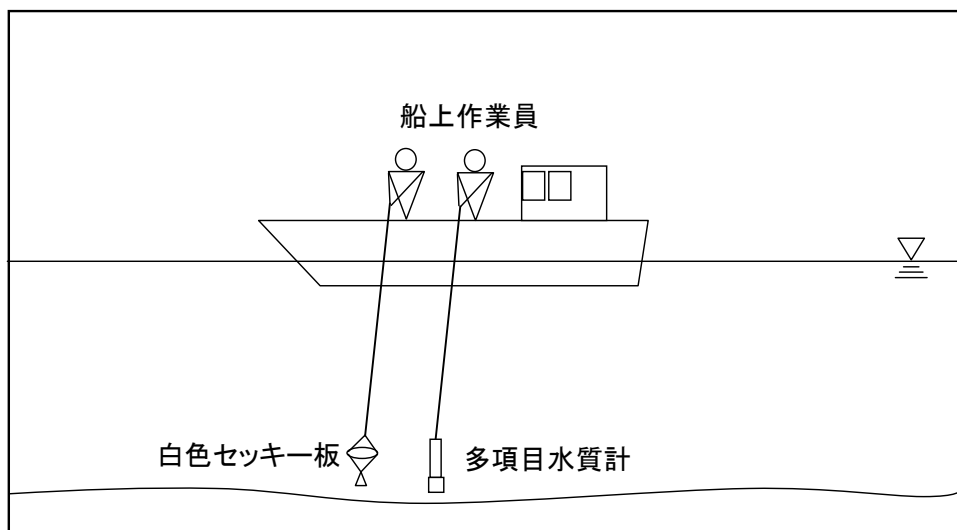 船上作業員
白色セッキー板
多項目水質計